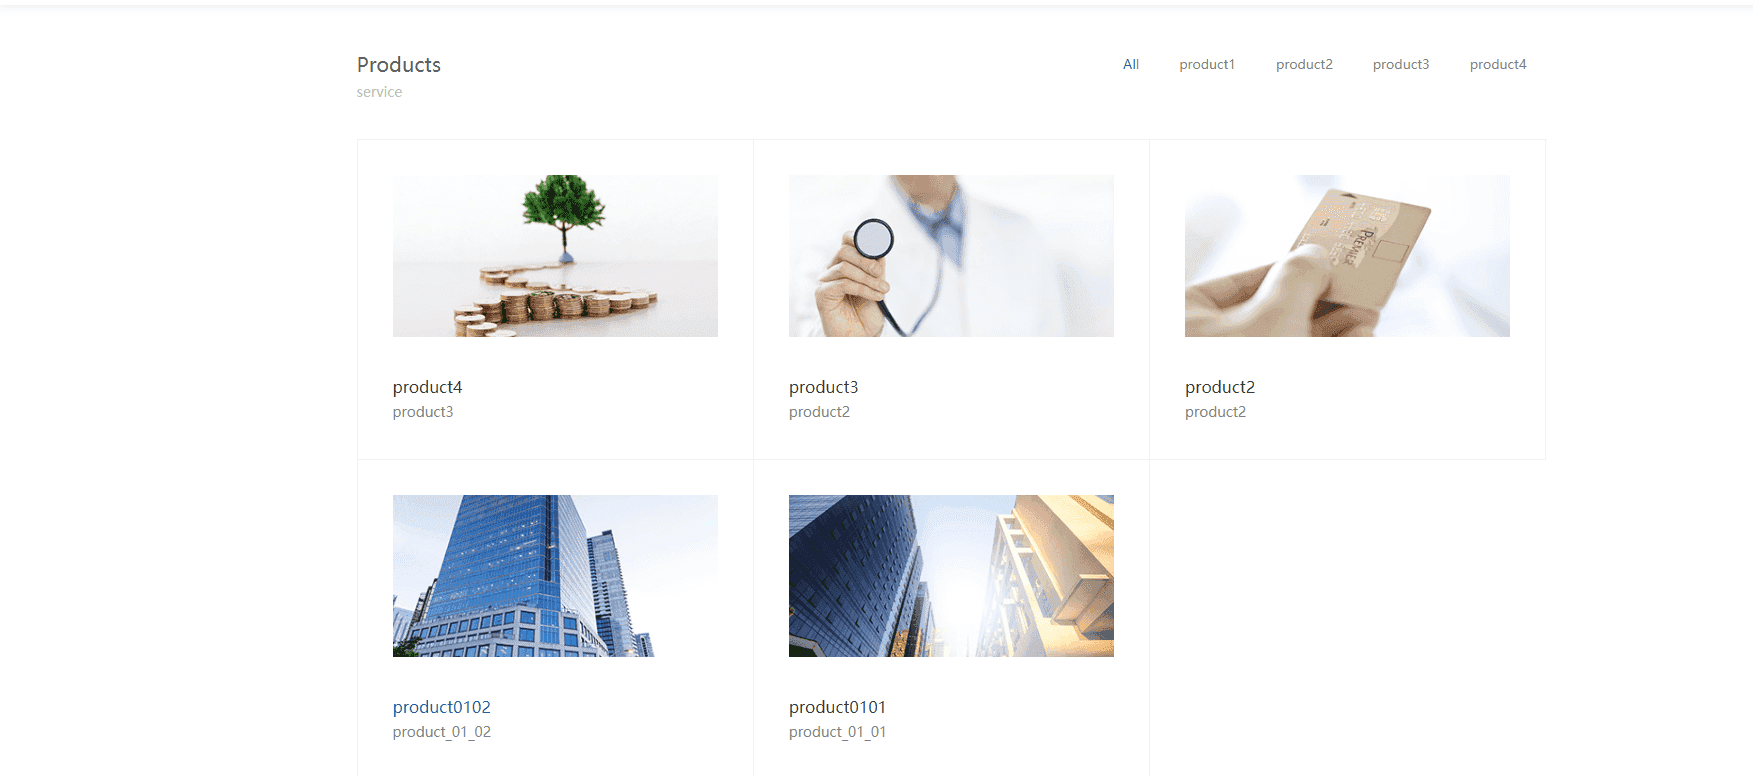 Products
service
All product1 product2 product3 product4
PREMIER
product4
product3
product3
product2
product2
product2
product0102
product_01_02
product0101
product_01_01